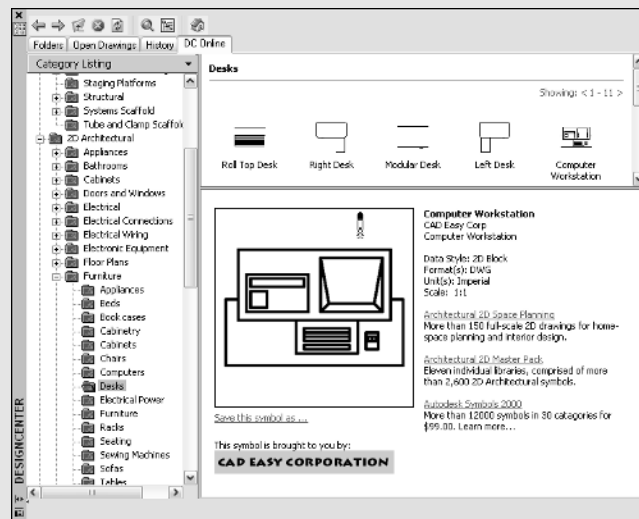 Folders
Open Drawings
History
DC Online
Category Listing
Staging Platforms
Structural
Systems Scaffold
Tube and Clamp Scaffol
2D Architectural
Appliances
Bathrooms
Cabinets
Doors and Windows
Electrical
Electrical Connections
Electrical Wiring
Electronic Equipment
Floor Plans
Furniture
Appliances
Beds
Book cases
Cabinetry
Cabinets
Chairs
Computers
Desks
Electrical Power
Furniture
Racks
Seating
Sewing Machines
Sofas
Tables
DESIGNCENTER
Desks
Showing: < 1 - 11 >
Roll Top Desk
Right Desk
Modular Desk
Left Desk
Computer
Workstation
Computer Workstation
CAD Easy Corp
Computer Workstation
Data Style: 2D Block
Format(s): DWG
Unit(s): Imperial
Scale: 1:1
Architectural 2D Space Planning
More than 150 full-scale 2D drawings for home-
space planning and interior design.
Architectural 2D Master Pack
Eleven individual libraries, comprised of more
than 2,600 2D Architectural symbols.
Autodesk Symbols 2000
More than 12000 symbols in 30 catagories for
$99.00. Learn more...
Save this symbol as ...
This symbol is brought to you by:
CAD EASY CORPORATION